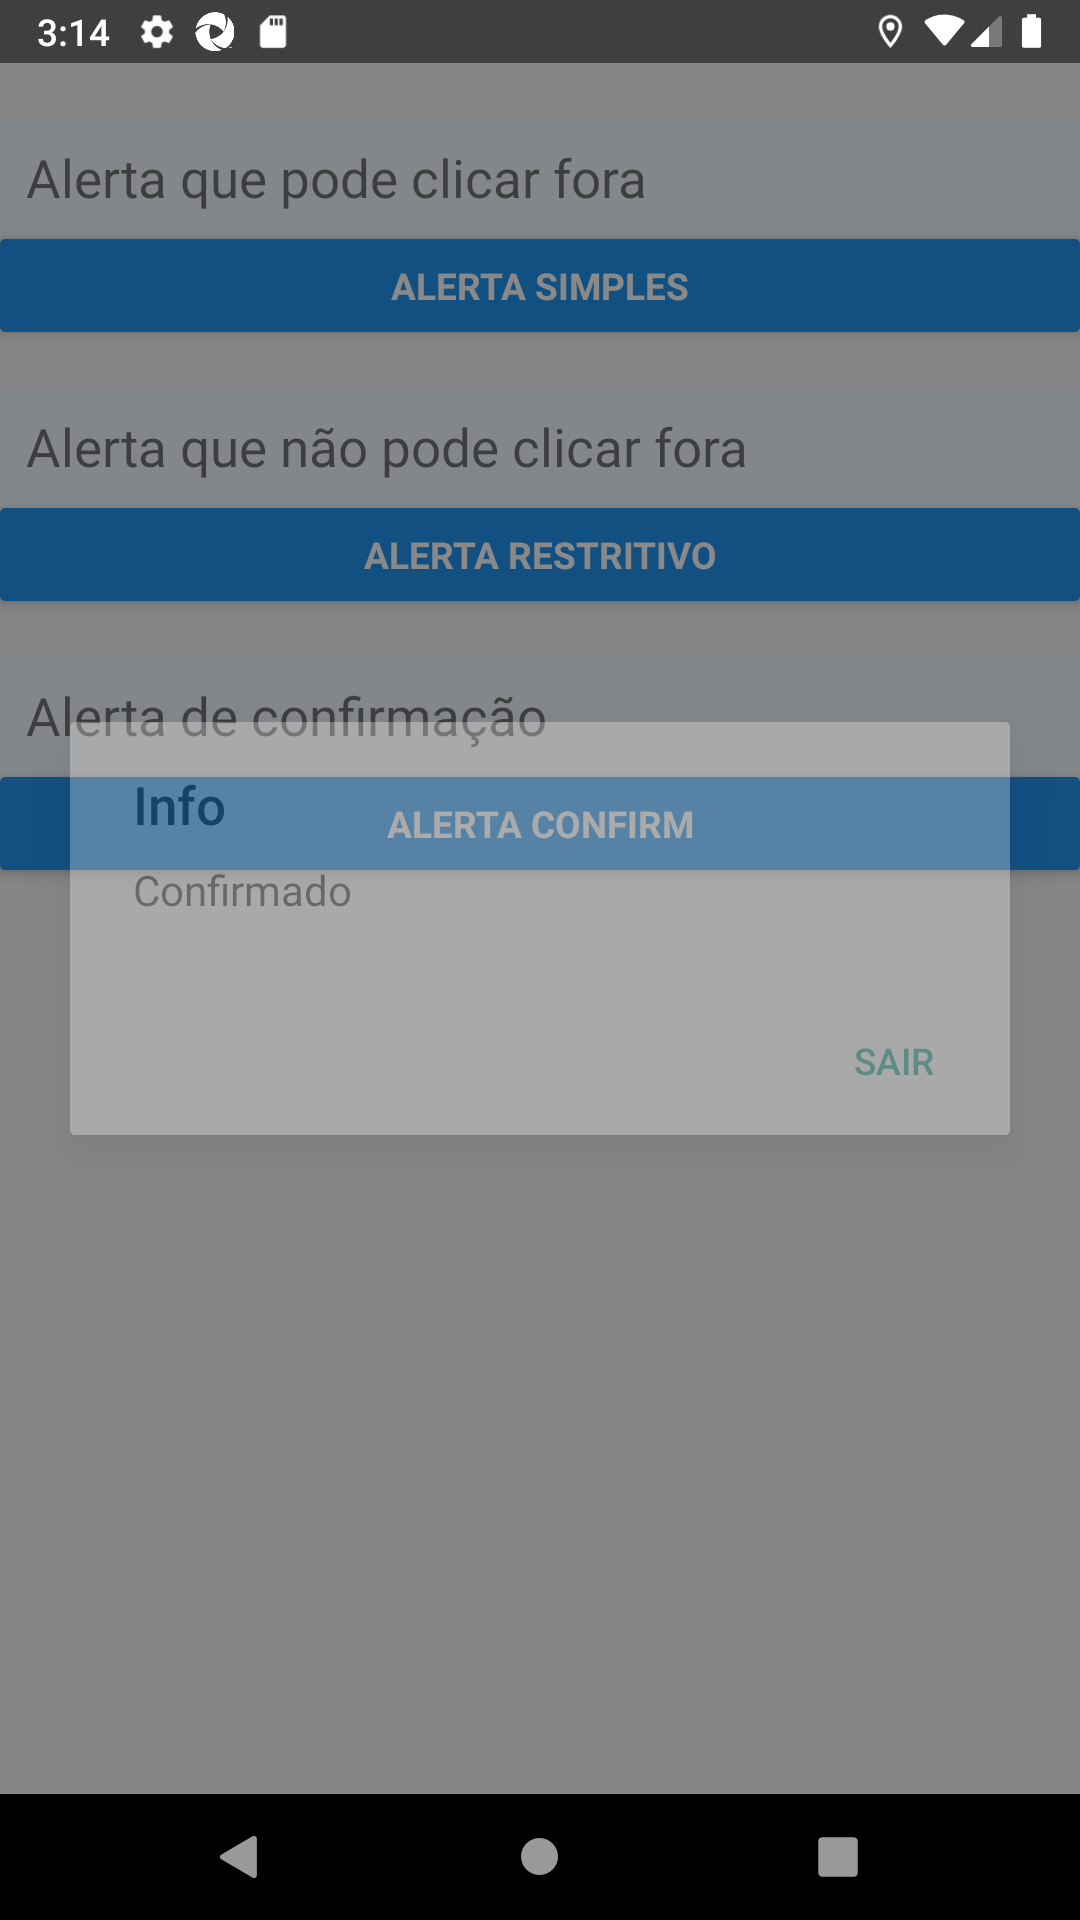 3:14
Alerta que pode clicar fora
ALERTA SIMPLES
Alerta que não pode clicar fora
ALERTA RESTRITIVO
Alerta de confirmação
Info
ALERTA CONFIRM
Confirmado
SAIR